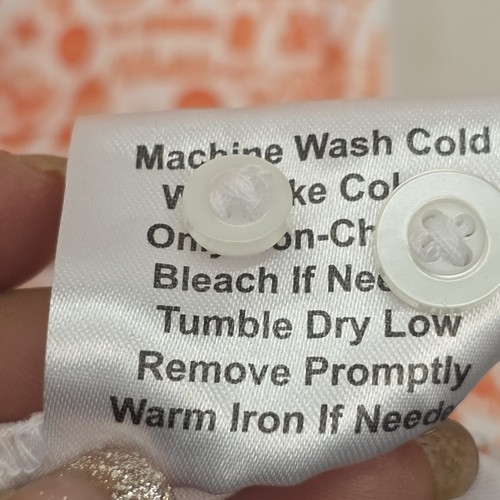 Machine Wash Cold
Only
Bleach If
Tumble Dry Low
Remove Promptly
Warm Iron If